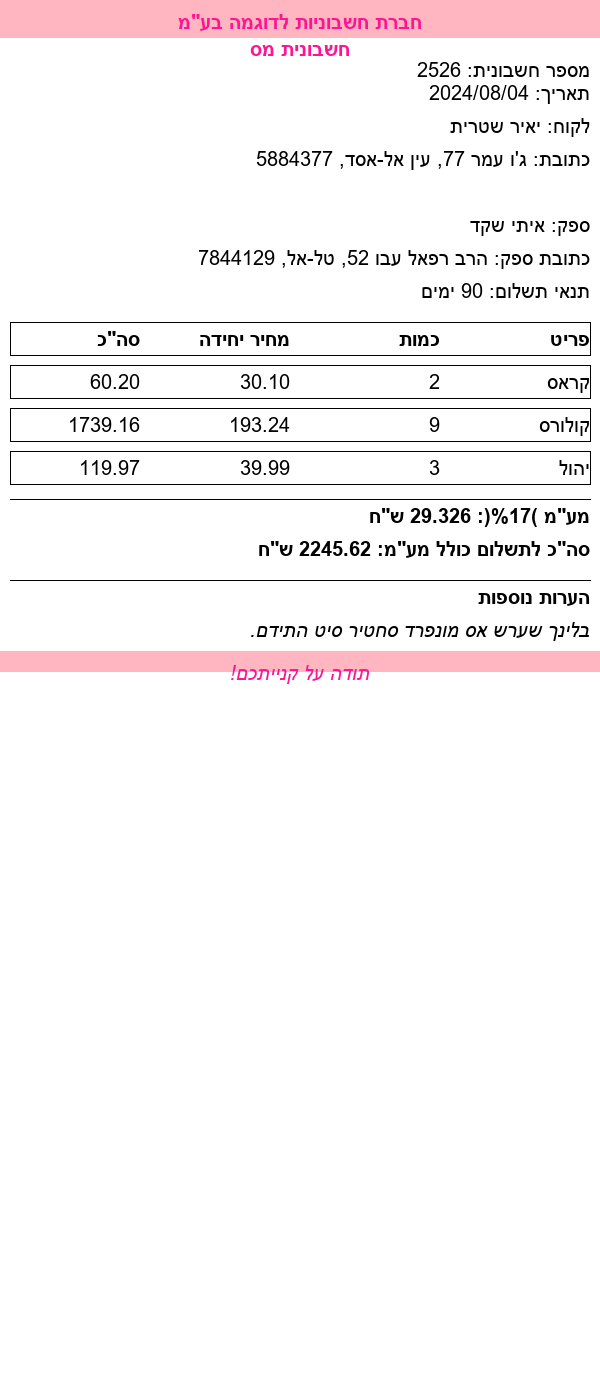 חברת חשבוניות לדוגמה בע"מ
חשבונית מס
מספר חשבונית: 2526
תאריך: 2024/08/04
לקוח: יאיר שטרית
כתובת: ג'ו עמר 77, עין אל-אסד, 5884377
ספק: איתי שקד
כתובת ספק: הרב רפאל עבו 52, טל-אל, 7844129
תנאי תשלום: 90 ימים
פריט כמות מחיר יחידה סה"כ
קראס 2 30.10 60.20
קולורס 9 193.24 1739.16
יהול 3 39.99 119.97
מע"מ )17%(: 29.326 ש"ח
סה"כ לתשלום כולל מע"מ: 2245.62 ש"ח
הערות נוספות
בלינך שערש אס מונפרד סחטיר סיט התידם.
תודה על קנייתכם!